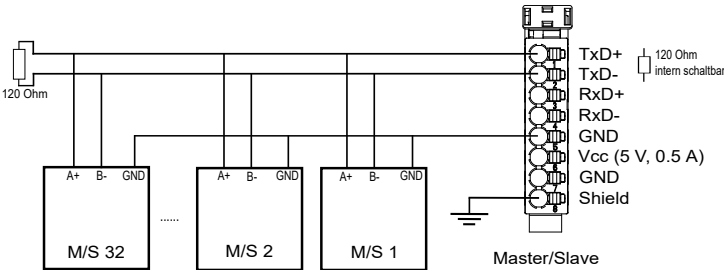 TxD+
TxD-
RxD+
RxD-
GND
Vcc (5 V, 0.5 A)
GND
Shield
1
2
3
4
5
6
7
8
120 Ohm
intern schaltbar
120 Ohm
A+ B- GND
M/S 32
......
A+ B- GND
M/S 2
A+ B- GND
M/S 1
Master/Slave